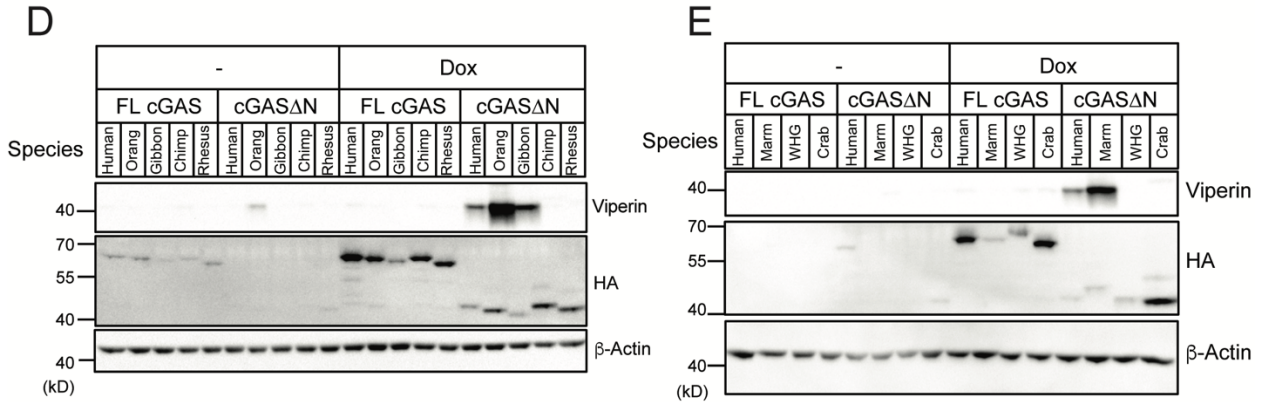 D
- Dox
FL cGAS cGASΔN FL cGAS cGASΔN
Species Human Orang Gibbon Chimp Rhesus Human Orang Gibbon Chimp Rhesus Human Orang Gibbon Chimp Rhesus Human Orang Gibbon Chimp Rhesus
40 Viperin
70
55 HA
40
β-Actin
40
(kD)
E
- Dox
FL cGAS cGASΔN FL cGAS cGASΔN
Species Human Marm WHG Crab Human Marm WHG Crab Human Marm WHG Crab Human Marm WHG Crab
40 Viperin
70
55 HA
40
β-Actin
40
(kD)